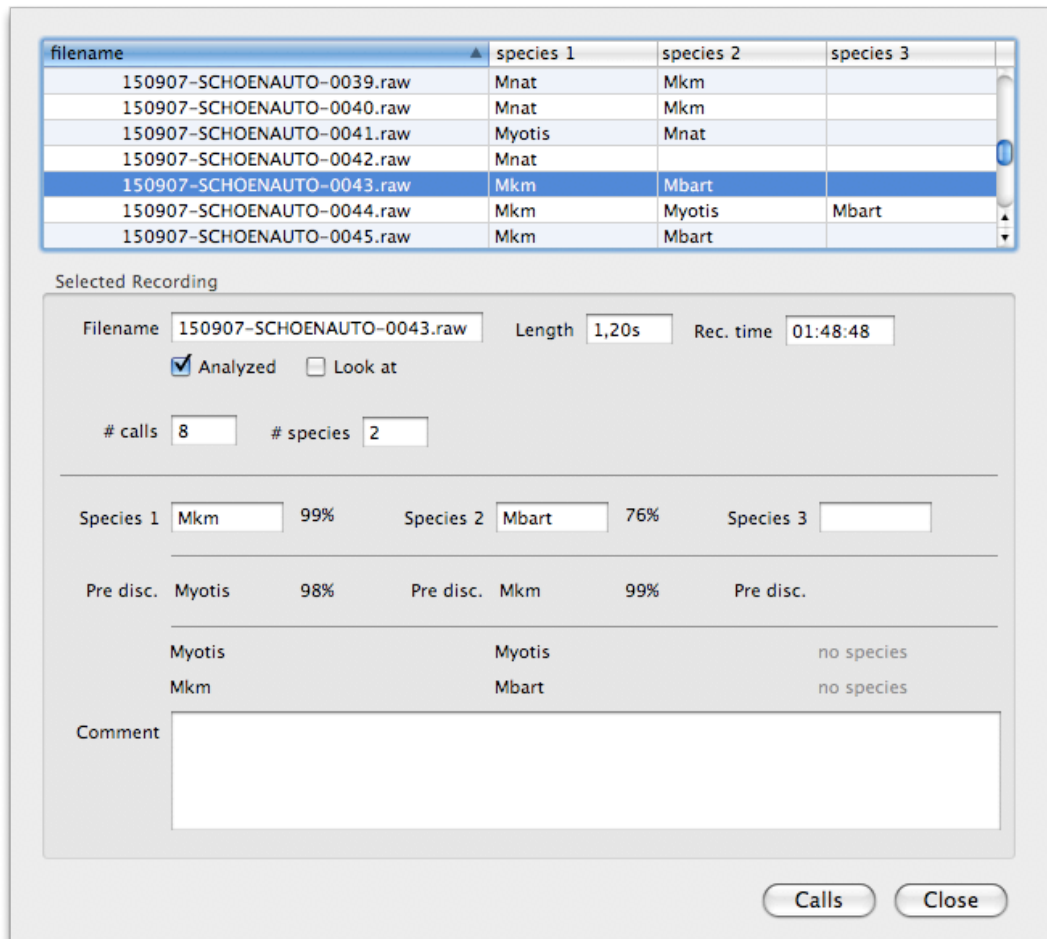 filename species 1 species 2 species 3
150907-SCHOENAUTO-0039.raw Mnat Mkm
150907-SCHOENAUTO-0040.raw Mnat Mkm
150907-SCHOENAUTO-0041.raw Myotis Mnat
150907-SCHOENAUTO-0042.raw Mnat
150907-SCHOENAUTO-0043.raw Mkm Mbart
150907-SCHOENAUTO-0044.raw Mkm Myotis Mbart
150907-SCHOENAUTO-0045.raw Mkm Mbart
Selected Recording
Filename 150907-SCHOENAUTO-0043.raw Length 1,20s Rec. time 01:48:48
Analyzed Look at
# calls 8 # species 2
Species 1 Mkm 99% Species 2 Mbart 76% Species 3
Pre disc. Myotis 98% Pre disc. Mkm 99% Pre disc.
Myotis Myotis no species
Mkm Mbart no species
Comment
Calls Close